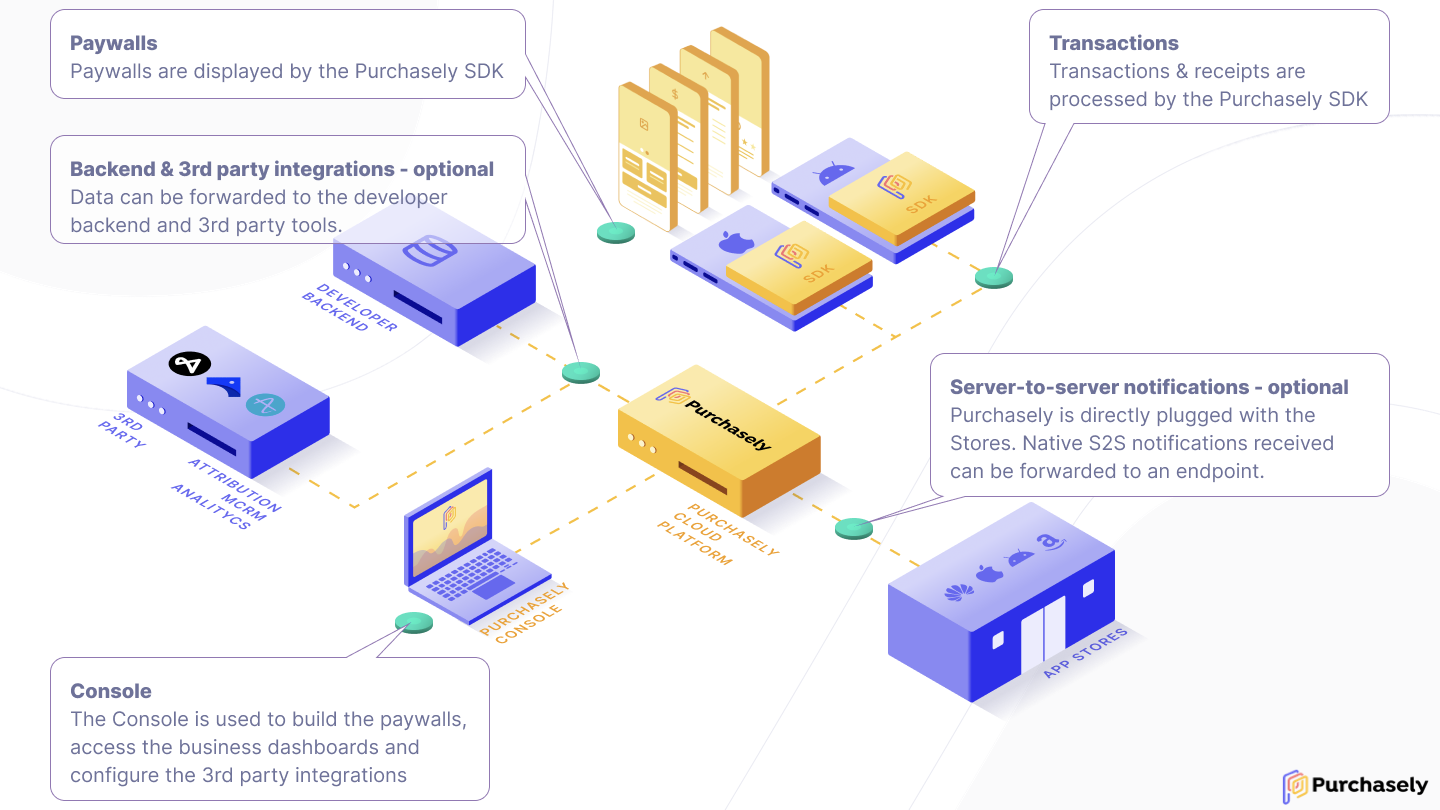 Paywalls
Paywalls are displayed by the Purchasely SDK
Transactions
Transactions & receipts are
processed by the Purchasely SDK
Backend & 3rd party integrations - optional
Data can be forwarded to the developer
backend and 3rd party tools.
SDK
SDK
DEVELOPER
BACKEND
3RD
PARTY
ATTRIBUTION
MCRM
ANALITYCS
Purchasely
PURCHASELY
CLOUD
PLATFORM
Server-to-server notifications - optional
Purchasely is directly plugged with the
Stores. Native S2S notifications received
can be forwarded to an endpoint.
PURCHASELY
CONSOLE
APP STORES
Console
The Console is used to build the paywalls,
access the business dashboards and
configure the 3rd party integrations
Purchasely